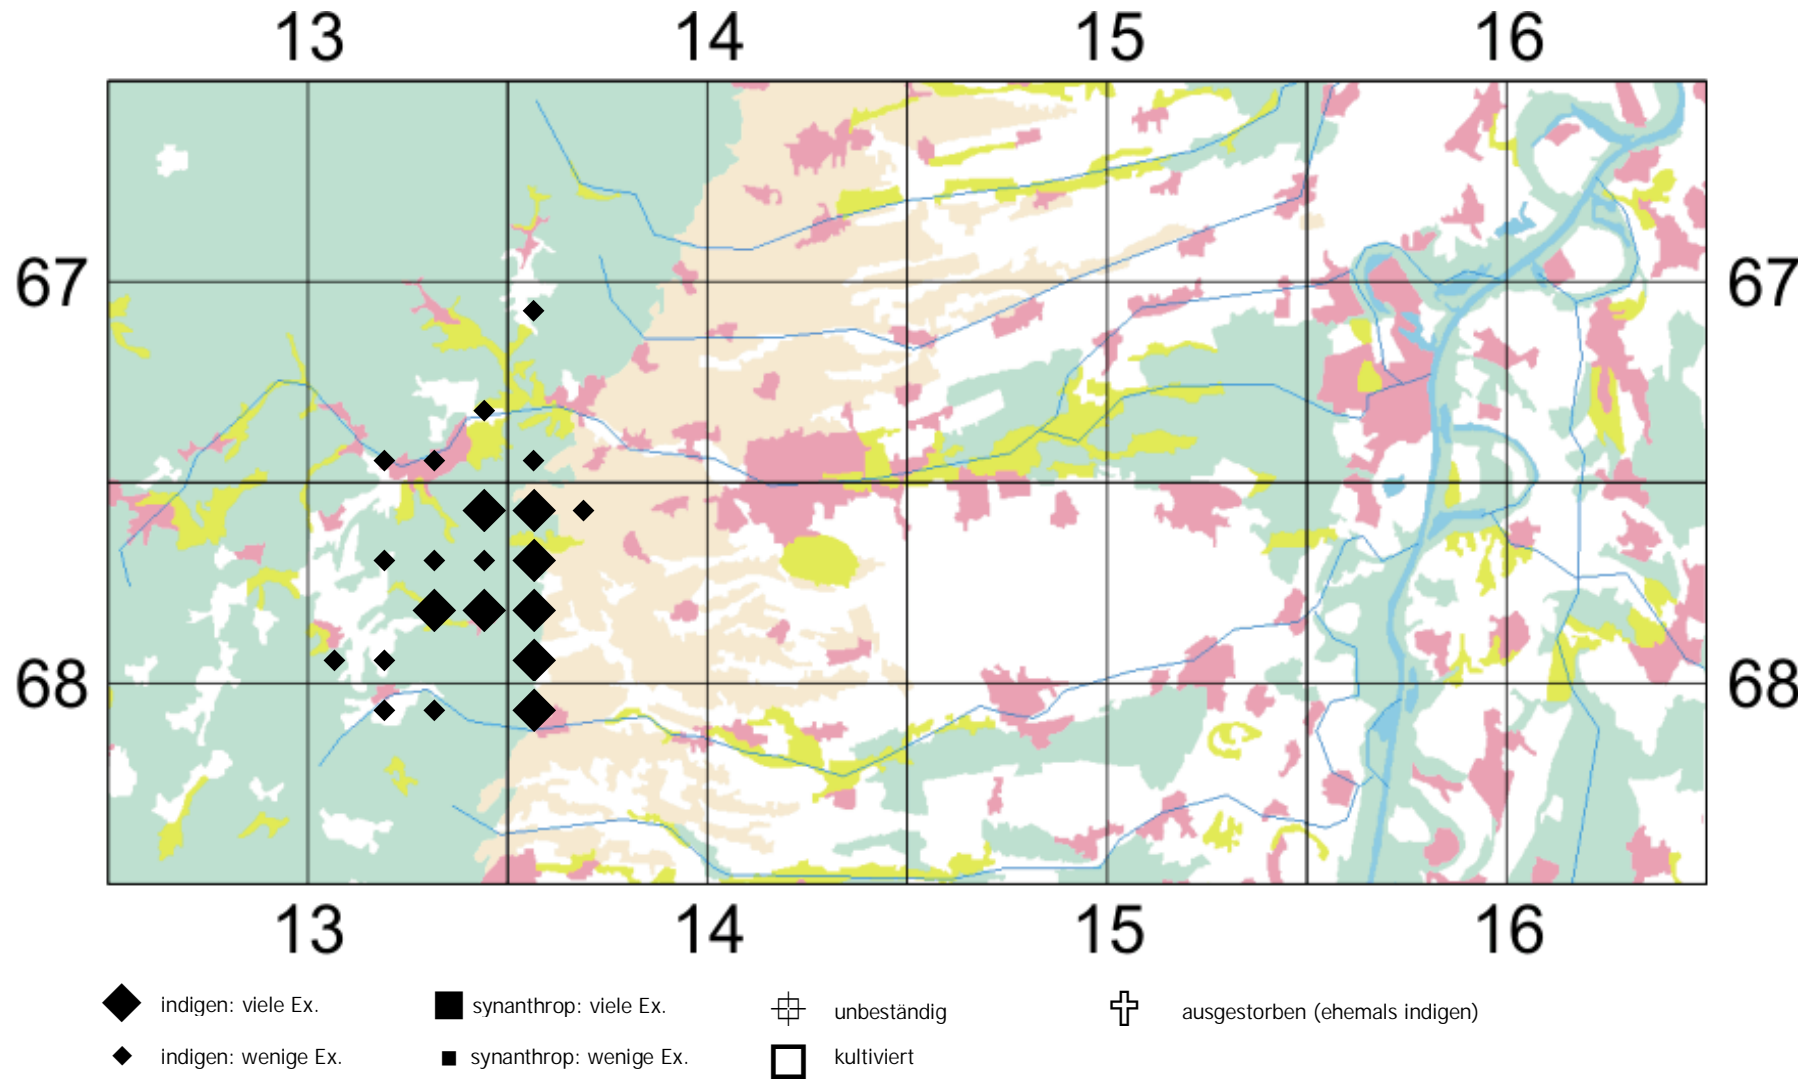 13 14 15 16
67 67
68 68
13 14 15 16
indigen: viele Ex. synanthrop: viele Ex. unbeständig ausgestorben (ehemals indigen)
indigen: wenige Ex. synanthrop: wenige Ex. kultiviert